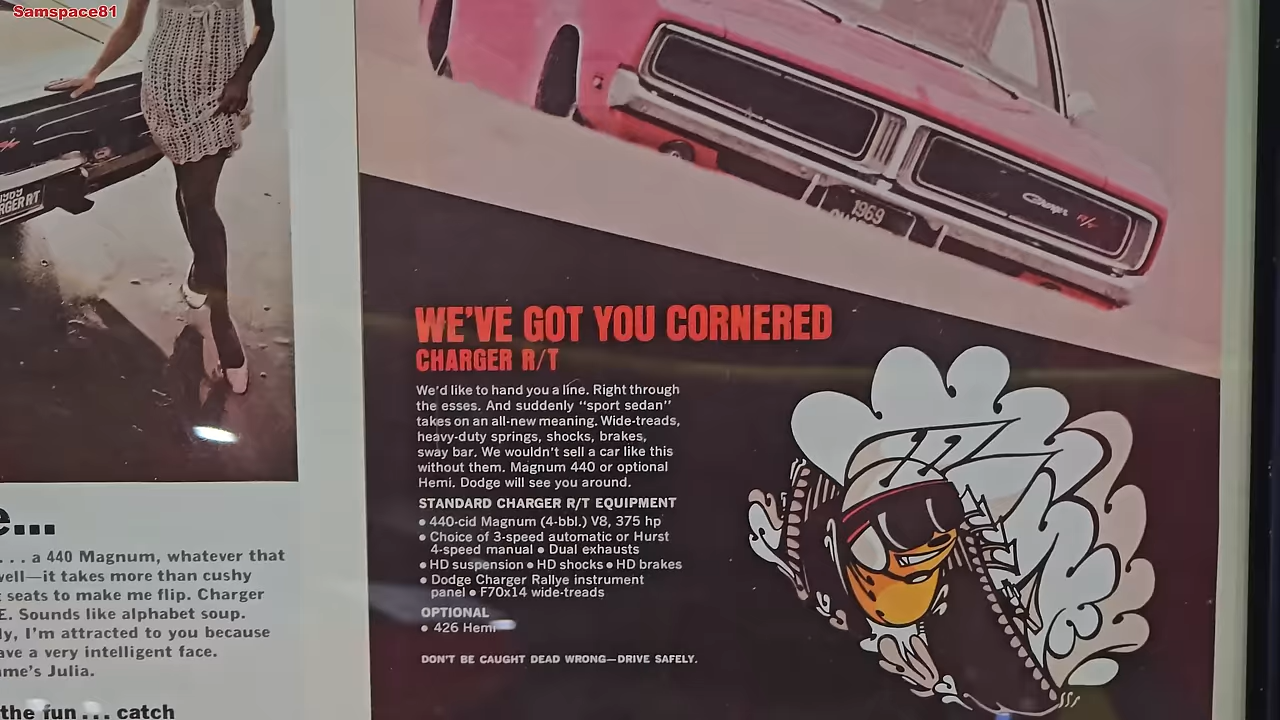 Samspace81
R/T
RGER R/T
e...
. . . a 440 Magnum, whatever that
well—it takes more than cushy
seats to make me flip. Charger
E. Sounds like alphabet soup.
ly, I'm attracted to you because
ave a very intelligent face.
me's Julia.
the fun . . . catch
1969
Charger R/T
WE'VE GOT YOU CORNERED
CHARGER R/T
We'd like to hand you a line. Right through
the esses. And suddenly "sport sedan"
takes on an all-new meaning. Wide-treads,
heavy-duty springs, shocks, brakes,
sway bar. We wouldn't sell a car like this
without them. Magnum 440 or optional
Hemi. Dodge will see you around.
STANDARD CHARGER R/T EQUIPMENT
• 440-cid Magnum (4-bbl.) V8, 375 hp
• Choice of 3-speed automatic or Hurst
4-speed manual • Dual exhausts
• HD suspension • HD shocks • HD brakes
• Dodge Charger Rallye instrument
panel • F70x14 wide-treads
OPTIONAL
• 426 Hemi
DON'T BE CAUGHT DEAD WRONG—DRIVE SAFELY.